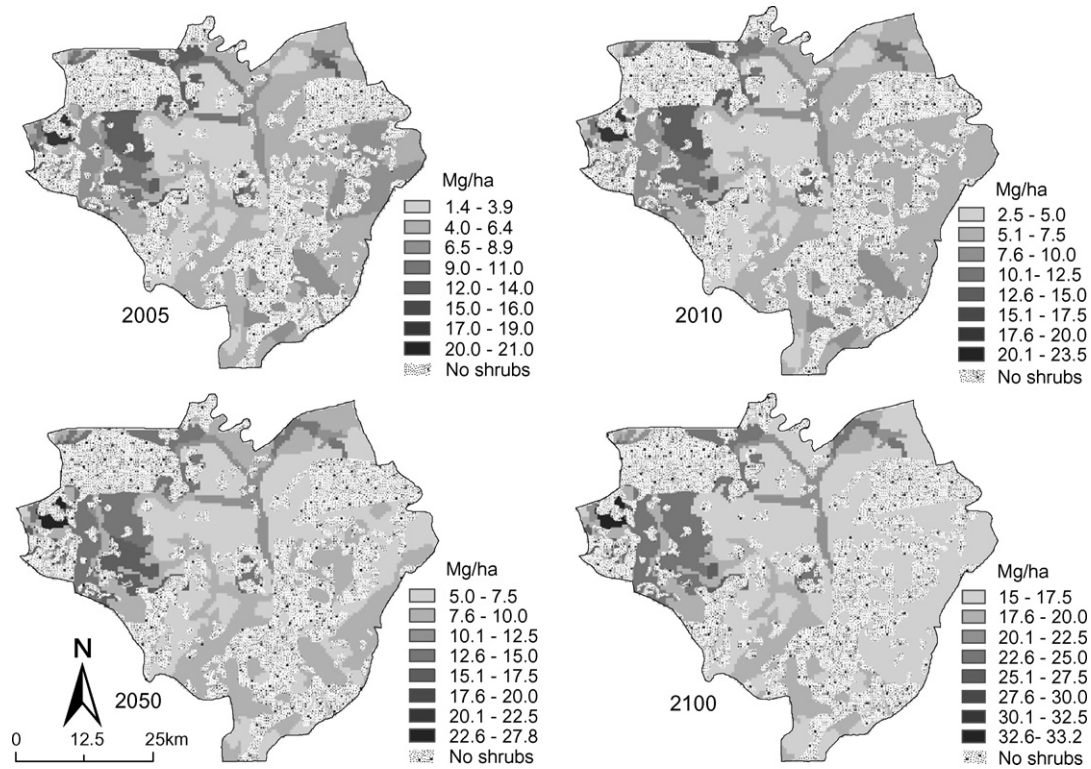 Mg/ha
1.4 - 3.9
4.0 - 6.4
6.5 - 8.9
9.0 - 11.0
12.0 - 14.0
15.0 - 16.0
17.0 - 19.0
20.0 - 21.0
No shrubs
2005
Mg/ha
2.5 - 5.0
5.1 - 7.5
7.6 - 10.0
10.1 - 12.5
12.6 - 15.0
15.1 - 17.5
17.6 - 20.0
20.1 - 23.5
No shrubs
2010
Mg/ha
5.0 - 7.5
7.6 - 10.0
10.1 - 12.5
12.6 - 15.0
15.1 - 17.5
17.6 - 20.0
20.1 - 22.5
22.6 - 27.8
No shrubs
2050
N
0 12.5 25km
Mg/ha
15 - 17.5
17.6 - 20.0
20.1 - 22.5
22.6 - 25.0
25.1 - 27.5
27.6 - 30.0
30.1 - 32.5
32.6- 33.2
No shrubs
2100